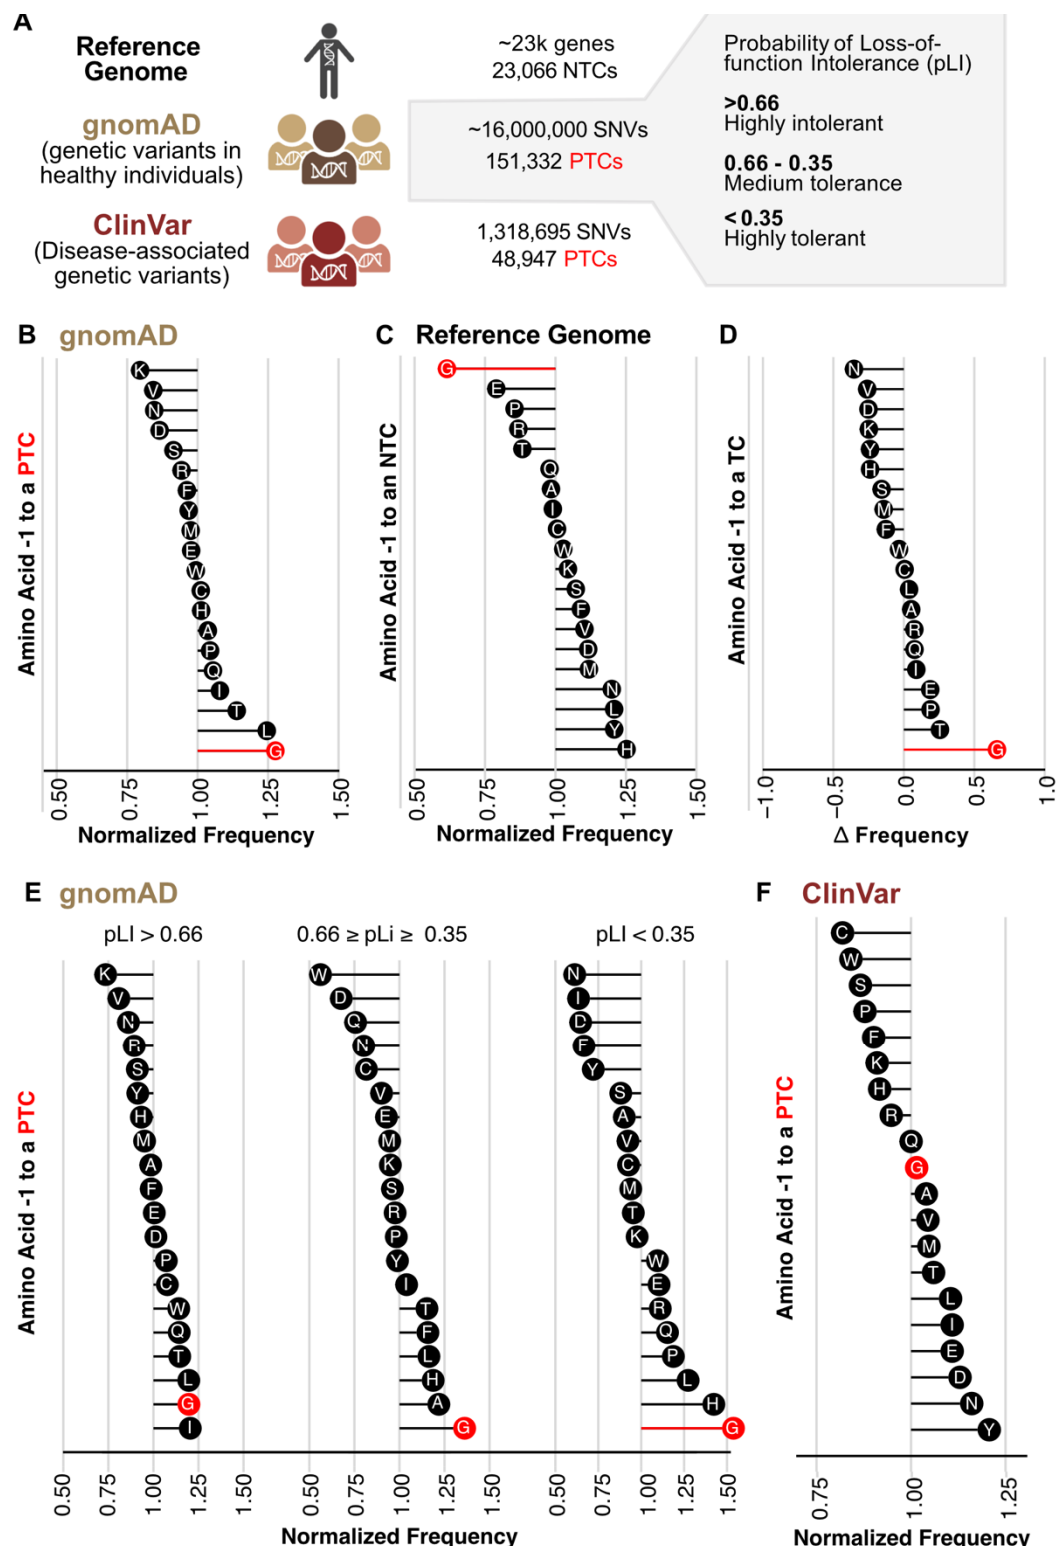 A
Reference
Genome
~23k genes
23,066 NTCs
gnomAD
(genetic variants in
healthy individuals)
~16,000,000 SNVs
151,332 PTCs
ClinVar
(Disease-associated
genetic variants)
1,318,695 SNVs
48,947 PTCs
Probability of Loss-of-
function Intolerance (pLI)
>0.66
Highly intolerant
0.66 - 0.35
Medium tolerance
<0.35
Highly tolerant
B gnomAD
Amino Acid -1 to a PTC
K
V
N
D
S
R
F
Y
M
E
W
C
H
A
P
Q
I
T
L
G
0.50 0.75 1.00 1.25 1.50
Normalized Frequency
C Reference Genome
Amino Acid -1 to an NTC
G
E
P
R
T
Q
A
I
C
W
K
S
F
V
D
M
N
L
Y
H
0.50 0.75 1.00 1.25 1.50
Normalized Frequency
D
Amino Acid -1 to a TC
N
V
D
K
Y
H
S
M
F
W
C
L
A
R
Q
I
E
P
T
G
−1.0 −0.5 0.0 0.5 1.0
Δ Frequency
E gnomAD
Amino Acid -1 to a PTC
pLI > 0.66
K
V
N
R
S
Y
H
M
A
F
E
D
P
C
W
Q
T
L
G
I
0.50 0.75 1.00 1.25 1.50
0.66 ≥ pLi ≥ 0.35
W
D
Q
N
C
V
E
M
K
S
R
P
Y
I
T
F
L
H
A
G
0.50 0.75 1.00 1.25 1.50
pLI < 0.35
N
I
D
F
Y
S
A
V
C
M
T
K
W
E
R
Q
P
L
H
G
0.50 0.75 1.00 1.25 1.50
Normalized Frequency
F ClinVar
Amino Acid -1 to a PTC
C
W
S
P
F
K
H
R
Q
G
A
V
M
T
L
I
E
D
N
Y
0.75 1.00 1.25
Normalized Frequency